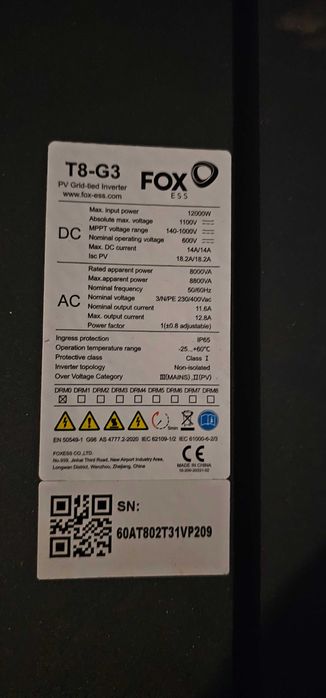 T8-G3
PV Grid-tied Inverter
www.fox-ess.com
FOX
ESS
DC
Max. input power 12000W
Absolute max. voltage 1100V
MPPT voltage range 140-1000V
Nominal operating voltage 600V
Max. DC current 14A/14A
Isc PV 18.2A/18.2A
AC
Rated apparent power 8000VA
Max.apparent power 8800VA
Nominal frequency 50/60Hz
Nominal voltage 3/N/PE 230/400Vac
Nominal output current 11.6A
Max. output current 12.8A
Power factor 1(±0.8 adjustable)
Ingress protection IP65
Operation temperature range -25...+60℃
Protective class Class I
Inverter topology Non-isolated
Over Voltage Category III(MAINS) ,II(PV)
DRM0 DRM1 DRM2 DRM3 DRM4 DRM5 DRM6 DRM7 DRM8
5min
EN 50549-1 G98 AS 4777.2-2020 IEC 62109-1/2 IEC 61000-6-2/3
FOXESS CO.,LTD.
No.939, Jinhai Third Road, New Airport Industry Area,
Longwan District, Wenzhou, Zhejiang, China
CE
MADE IN CHINA
SN:
60AT802T31VP209